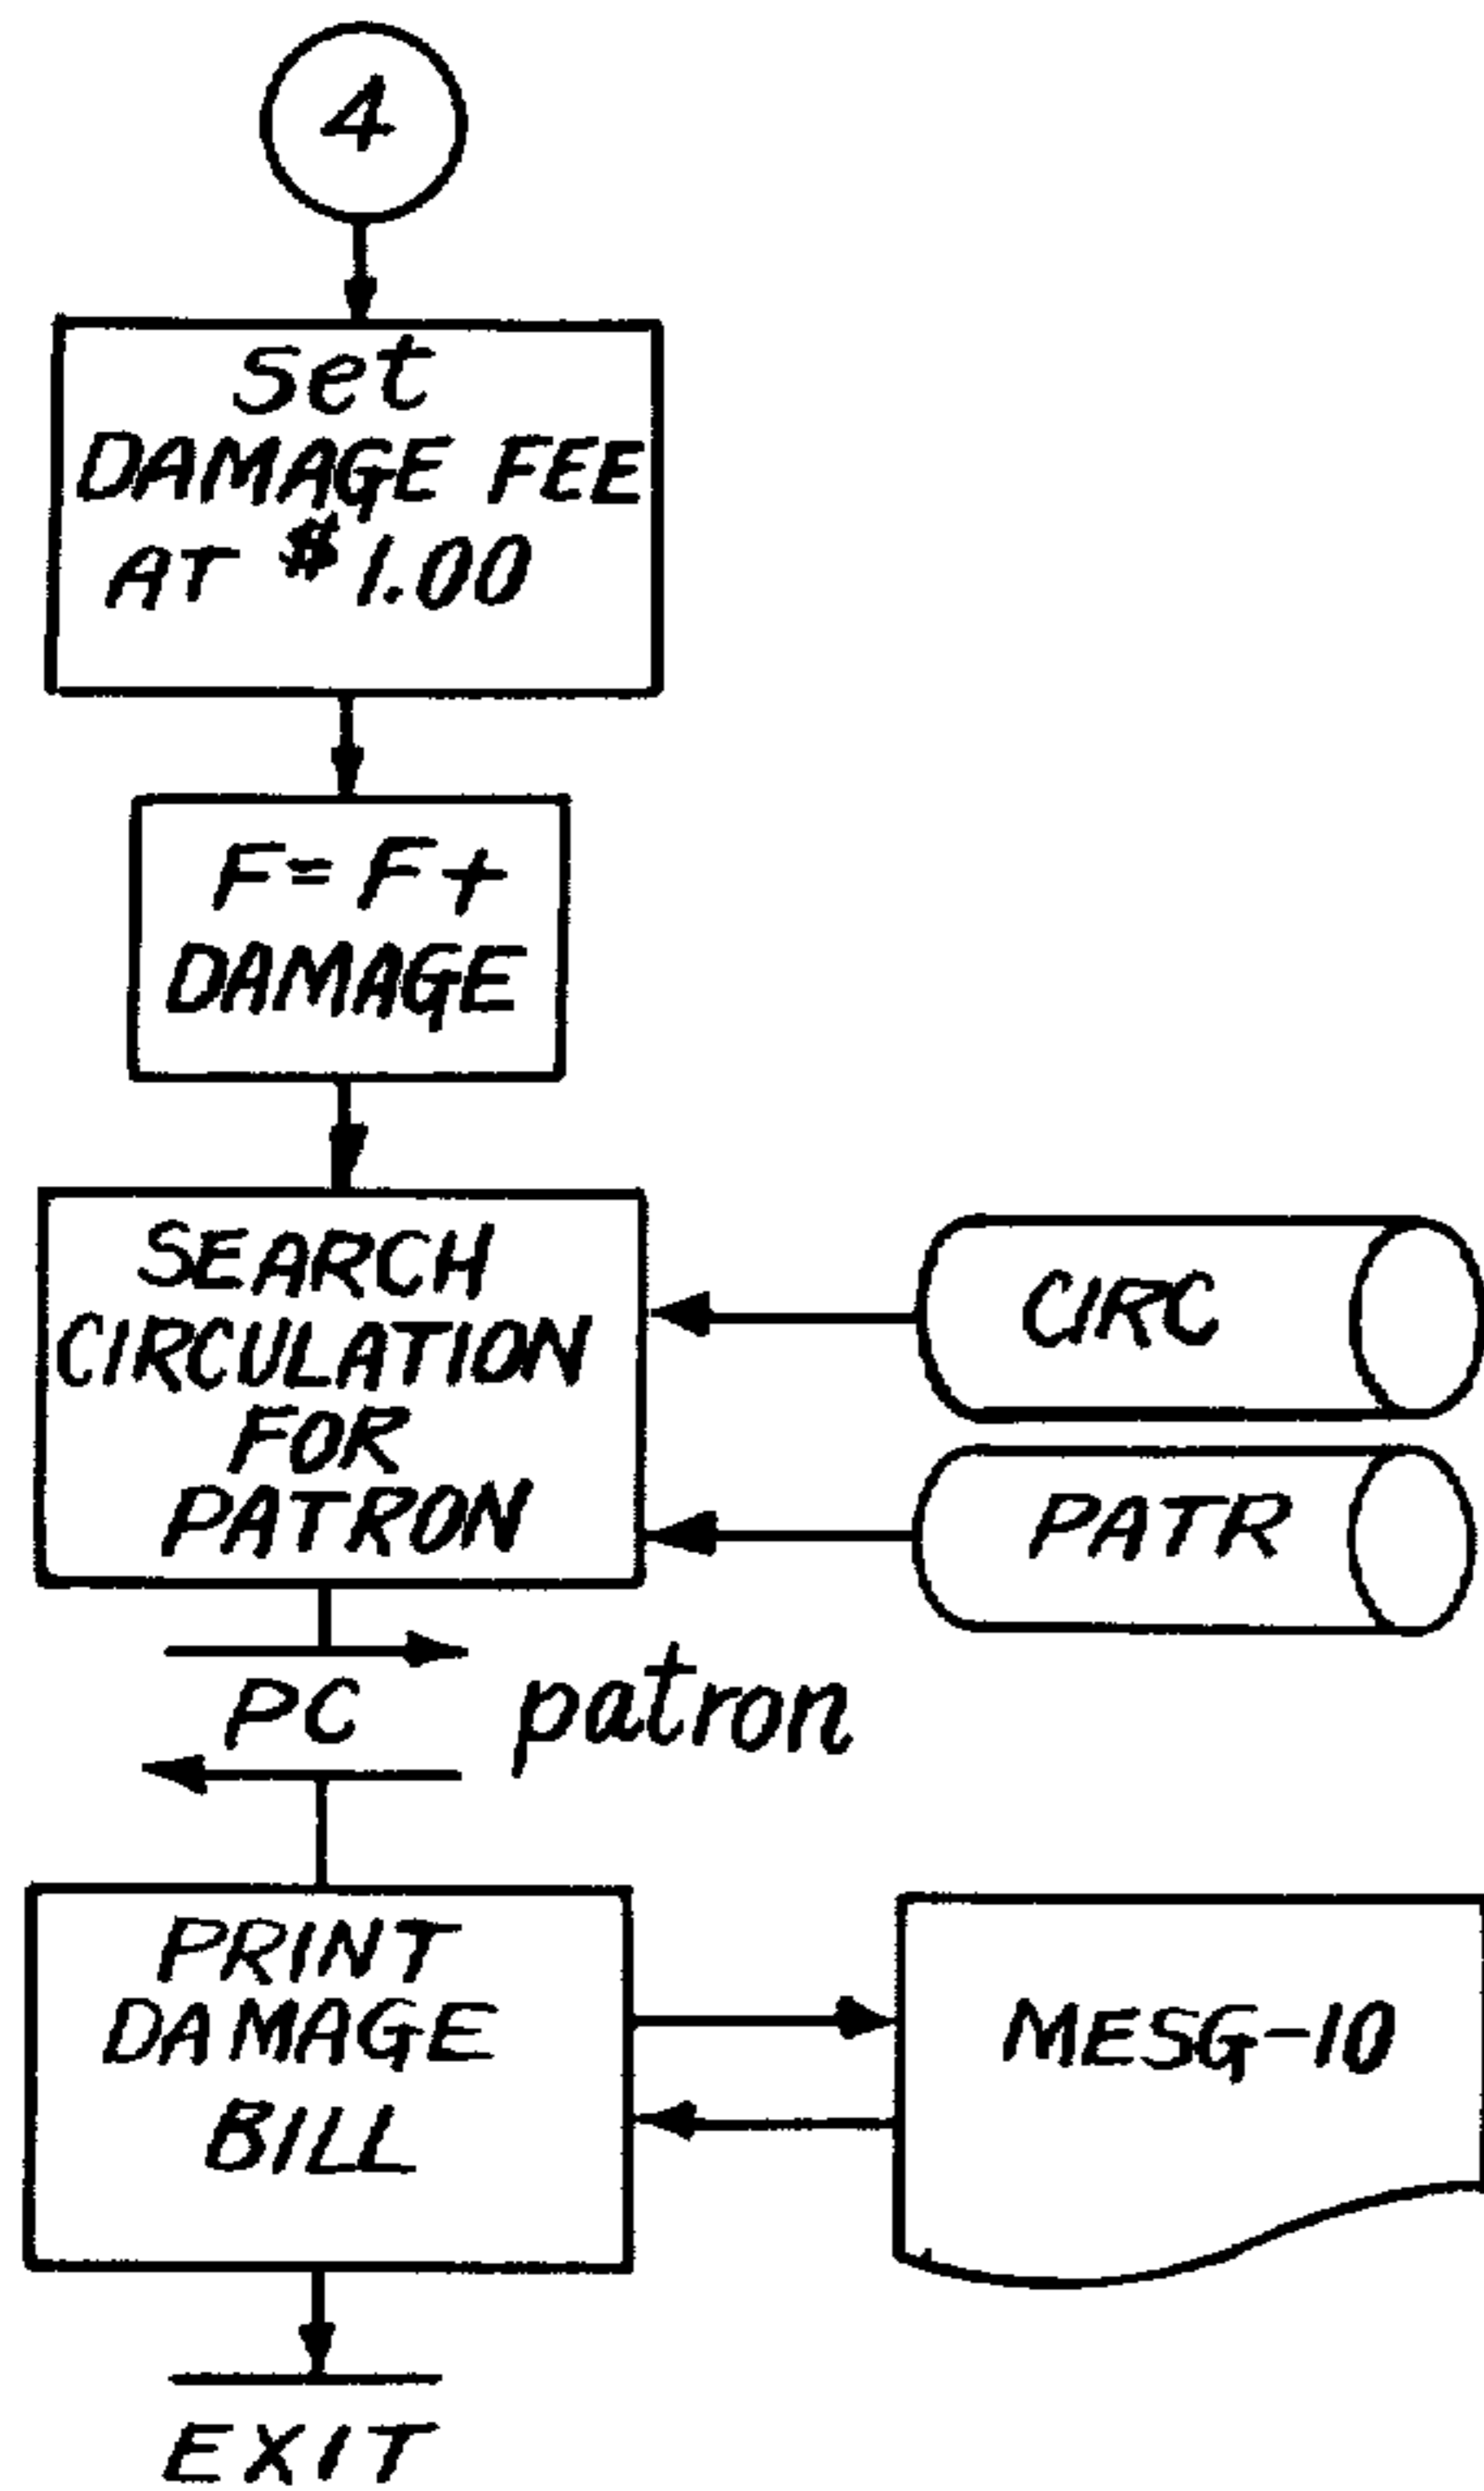 4
Set
DAMAGE FEE
AT $1.00
F = F +
DAMAGE
SEARCH
CIRCULATION
FOR
PATRON
CIRC
PATR
PC patron
PRINT
DAMAGE
BILL
MESG-10
EXIT